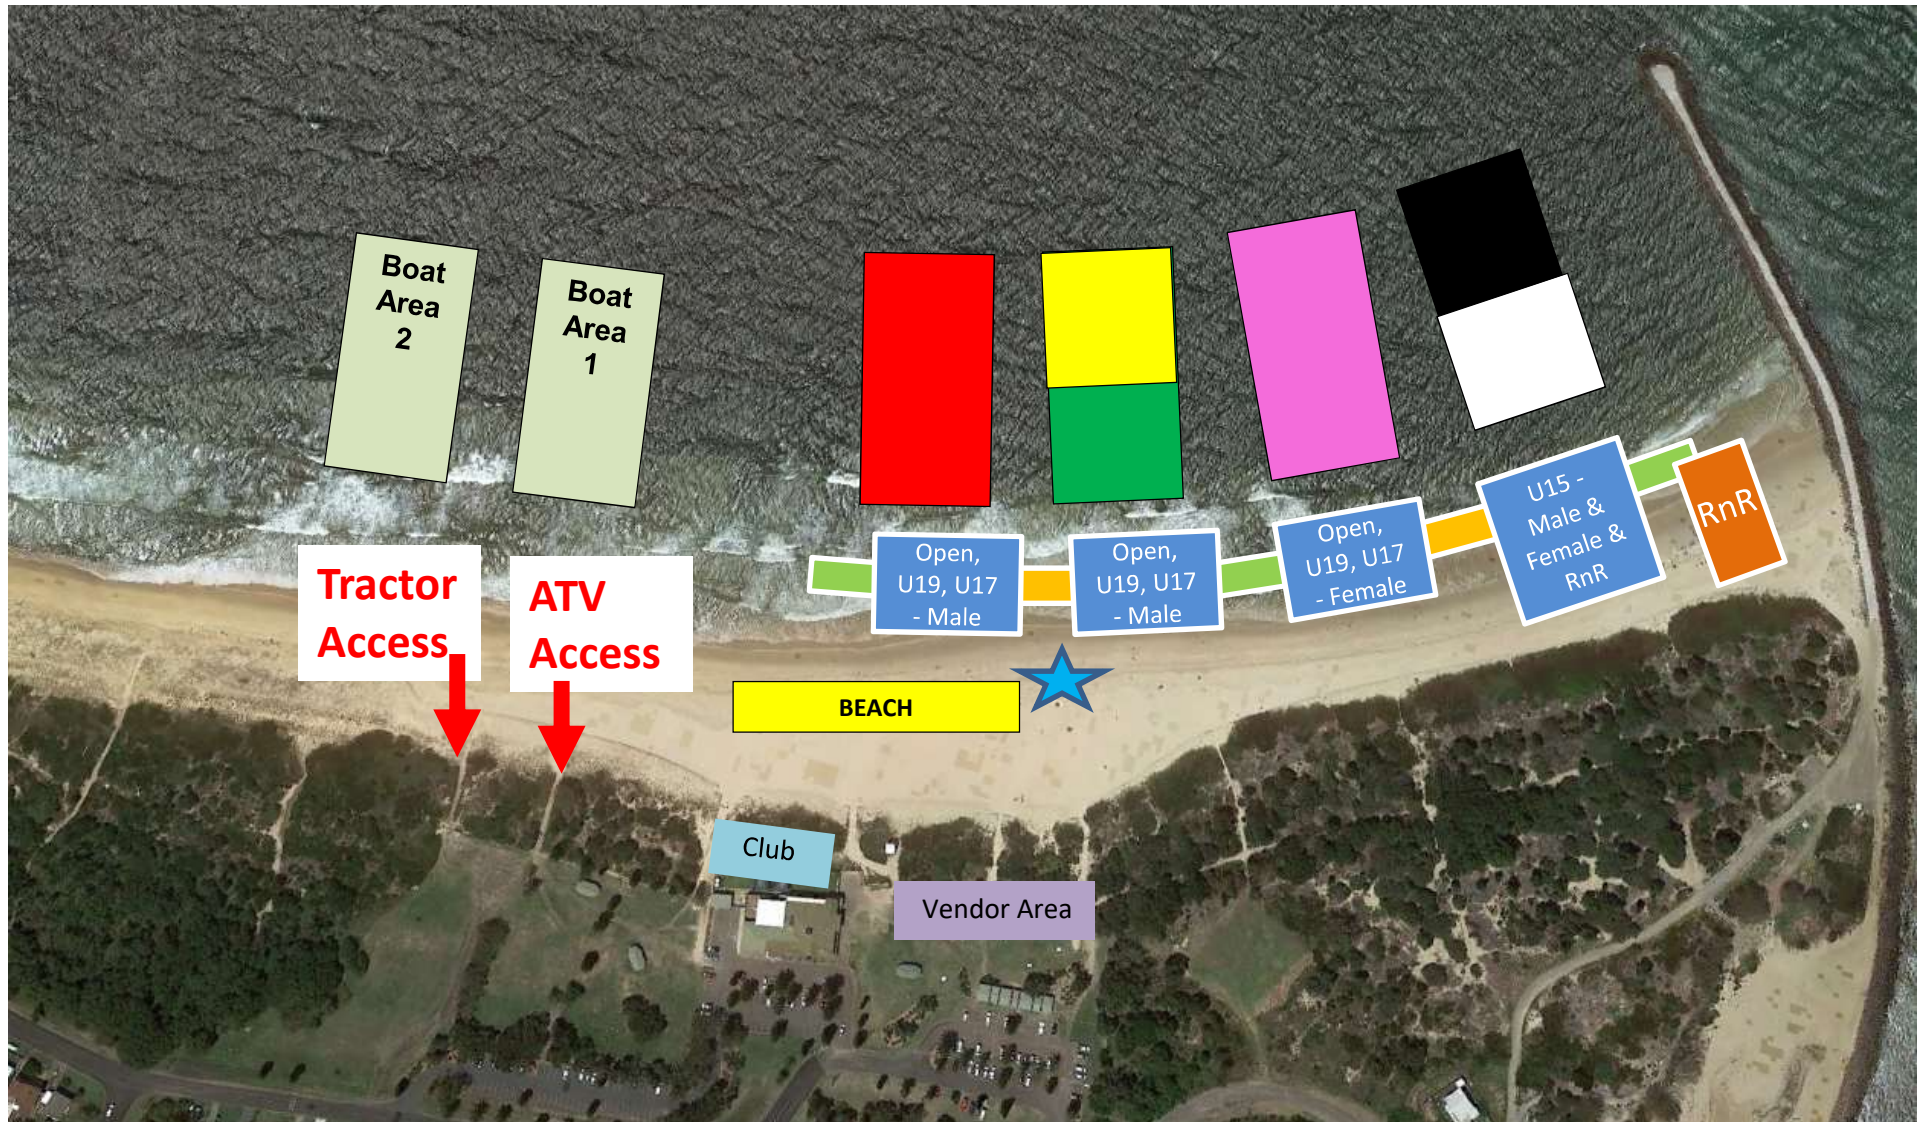 Boat
Area
2
Boat
Area
1
Tractor
Access
ATV
Access
Open,
U19, U17
- Male
Open,
U19, U17
- Male
Open,
U19, U17
- Female
U15 -
Male &
Female &
RnR
RnR
BEACH
Club
Vendor Area